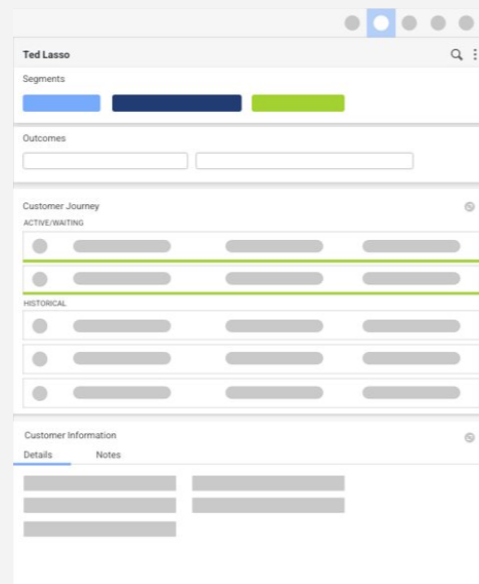 Ted Lasso
Segments
Outcomes
Customer Journey
ACTIVE/WAITING
HISTORICAL
Customer Information
Details Notes